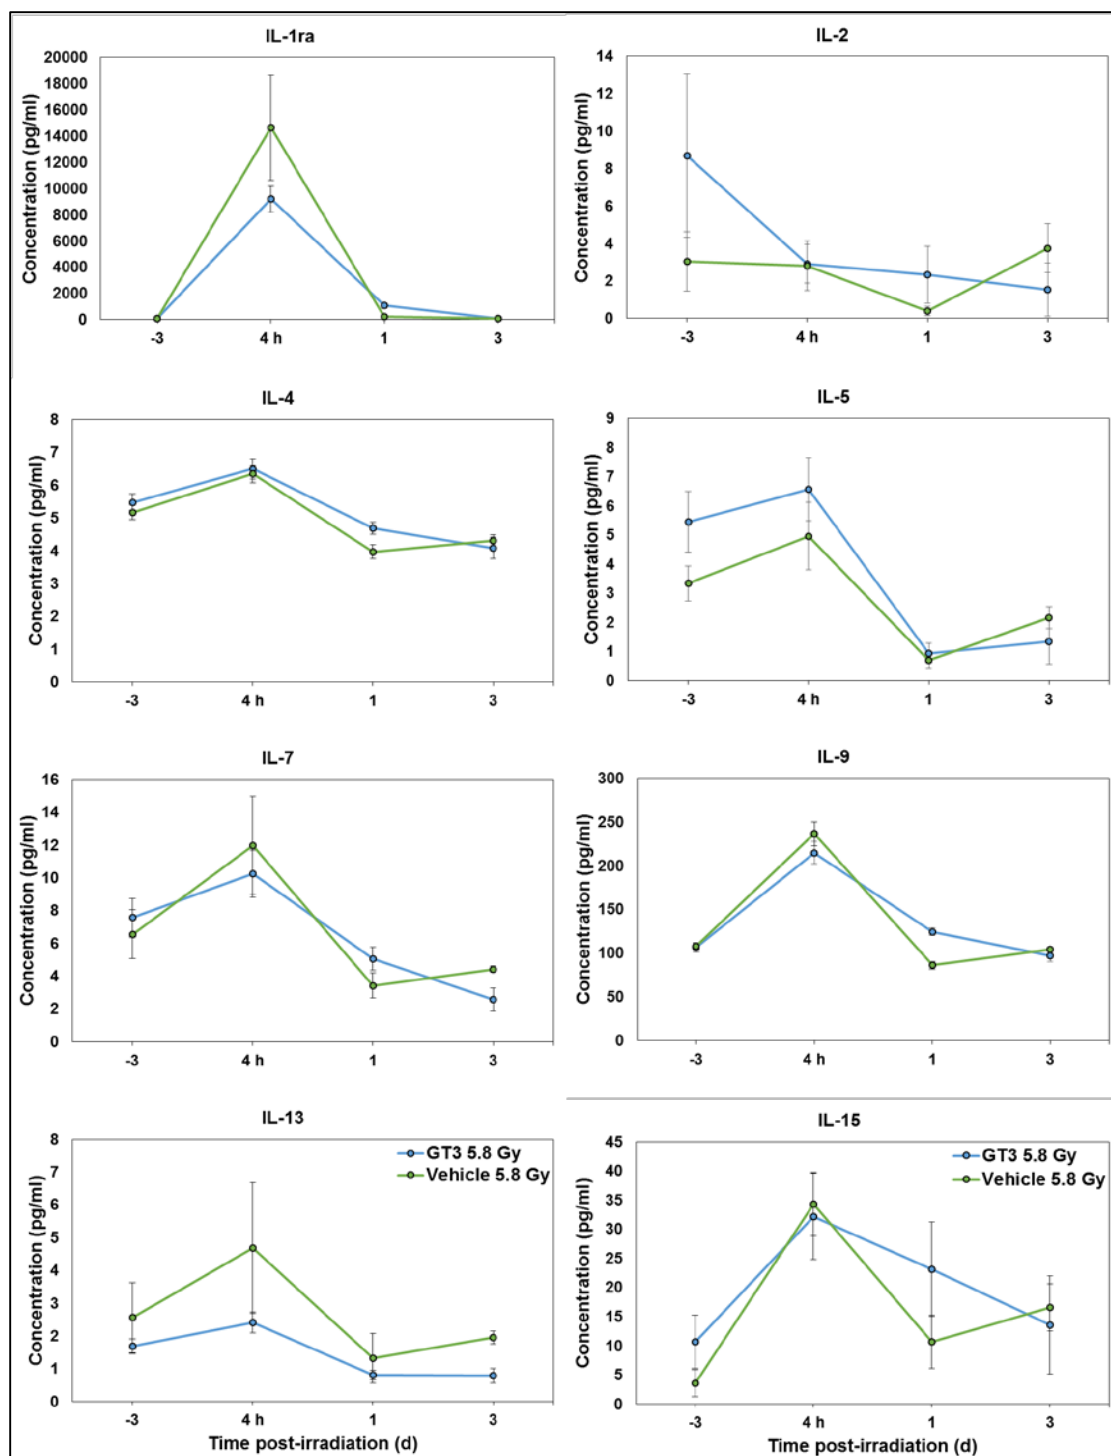 IL-1ra
Concentration (pg/ml)
20000
18000
16000
14000
12000
10000
8000
6000
4000
2000
0
-3 4 h 1 3
IL-2
Concentration (pg/ml)
14
12
10
8
6
4
2
0
-3 4 h 1 3
IL-4
Concentration (pg/ml)
8
7
6
5
4
3
2
1
0
-3 4 h 1 3
IL-5
Concentration (pg/ml)
9
8
7
6
5
4
3
2
1
0
-3 4 h 1 3
IL-7
Concentration (pg/ml)
16
14
12
10
8
6
4
2
0
-3 4 h 1 3
IL-9
Concentration (pg/ml)
300
250
200
150
100
50
0
-3 4 h 1 3
IL-13
Concentration (pg/ml)
8
7
6
5
4
3
2
1
0
GT3 5.8 Gy
Vehicle 5.8 Gy
-3 4 h 1 3
Time post-irradiation (d)
IL-15
Concentration (pg/ml)
45
40
35
30
25
20
15
10
5
0
GT3 5.8 Gy
Vehicle 5.8 Gy
-3 4 h 1 3
Time post-irradiation (d)